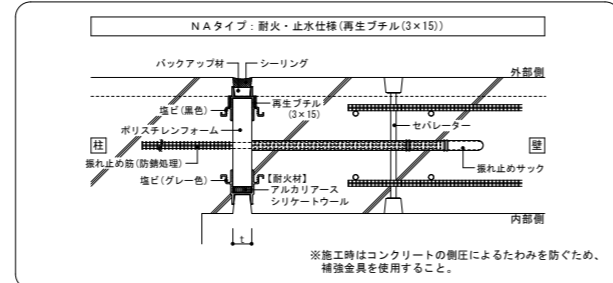 NAタイプ：耐火・止水仕様(再生ブチル(3×15))
バックアップ材
シーリング
外部側
塩ビ(黒色)
再生ブチル
(3×15)
セパレーター
ポリスチレンフォーム
柱
壁
振れ止め筋(防錆処理)
振れ止めサック
塩ビ(グレー色)
【耐火材】
アルカリアース
シリケートウール
内部側
t
※施工時はコンクリートの側圧によるたわみを防ぐため、
補強金具を使用すること。